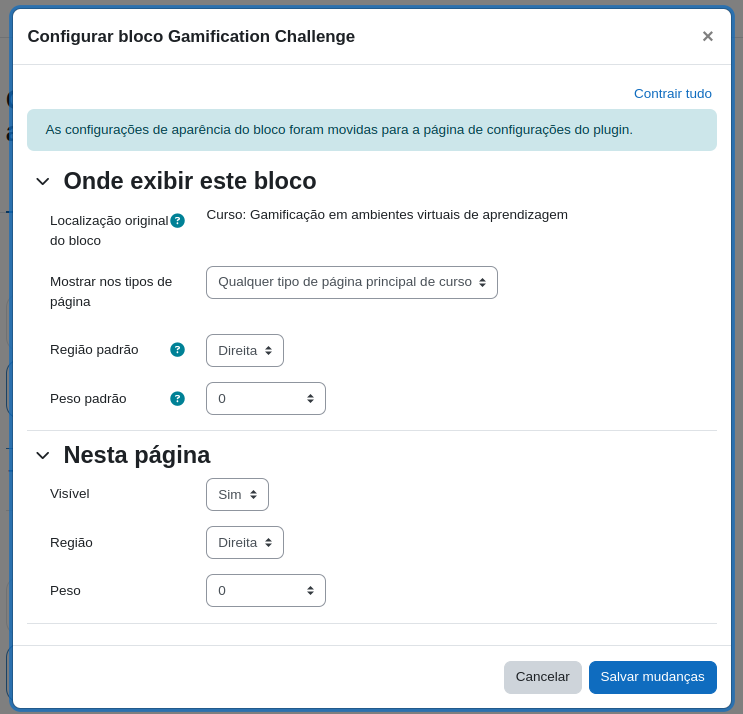 Configurar bloco Gamification Challenge
×
Contrair tudo
As configurações de aparência do bloco foram movidas para a página de configurações do plugin.
Onde exibir este bloco
Localização original ?
do bloco
Curso: Gamificação em ambientes virtuais de aprendizagem
Mostrar nos tipos de
página
Qualquer tipo de página principal de curso
Região padrão ?
Direita
Peso padrão ?
0
Nesta página
Visível
Sim
Região
Direita
Peso
0
Cancelar
Salvar mudanças